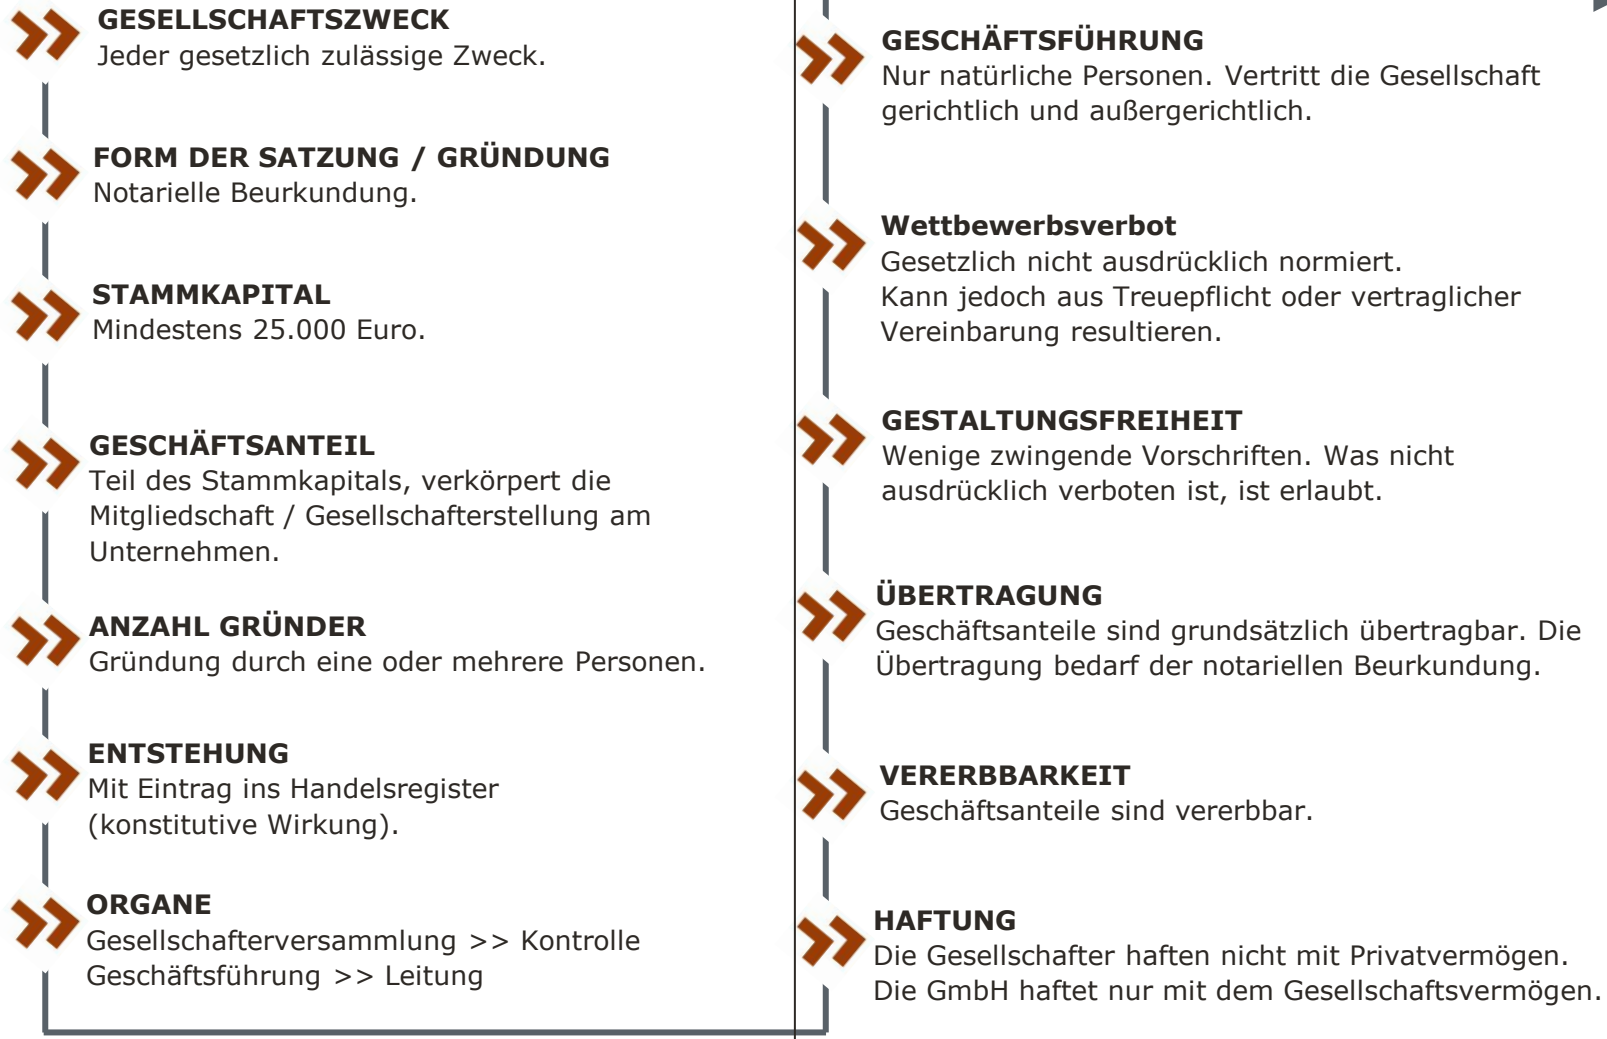 GESELLSCHAFTSZWECK
Jeder gesetzlich zulässige Zweck.
FORM DER SATZUNG / GRÜNDUNG
Notarielle Beurkundung.
STAMMKAPITAL
Mindestens 25.000 Euro.
GESCHÄFTSANTEIL
Teil des Stammkapitals, verkörpert die
Mitgliedschaft / Gesellschafterstellung am
Unternehmen.
ANZAHL GRÜNDER
Gründung durch eine oder mehrere Personen.
ENTSTEHUNG
Mit Eintrag ins Handelsregister
(konstitutive Wirkung).
ORGANE
Gesellschafterversammlung >> Kontrolle
Geschäftsführung >> Leitung
GESCHÄFTSFÜHRUNG
Nur natürliche Personen. Vertritt die Gesellschaft
gerichtlich und außergerichtlich.
Wettbewerbsverbot
Gesetzlich nicht ausdrücklich normiert.
Kann jedoch aus Treuepflicht oder vertraglicher
Vereinbarung resultieren.
GESTALTUNGSFREIHEIT
Wenige zwingende Vorschriften. Was nicht
ausdrücklich verboten ist, ist erlaubt.
ÜBERTRAGUNG
Geschäftsanteile sind grundsätzlich übertragbar. Die
Übertragung bedarf der notariellen Beurkundung.
VERERBBARKEIT
Geschäftsanteile sind vererbbar.
HAFTUNG
Die Gesellschafter haften nicht mit Privatvermögen.
Die GmbH haftet nur mit dem Gesellschaftsvermögen.